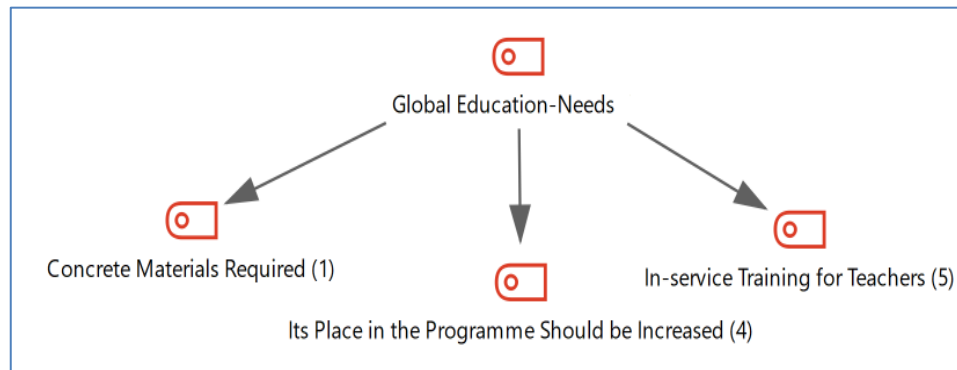 Global Education-Needs
Concrete Materials Required (1)
In-service Training for Teachers (5)
Its Place in the Programme Should be Increased (4)